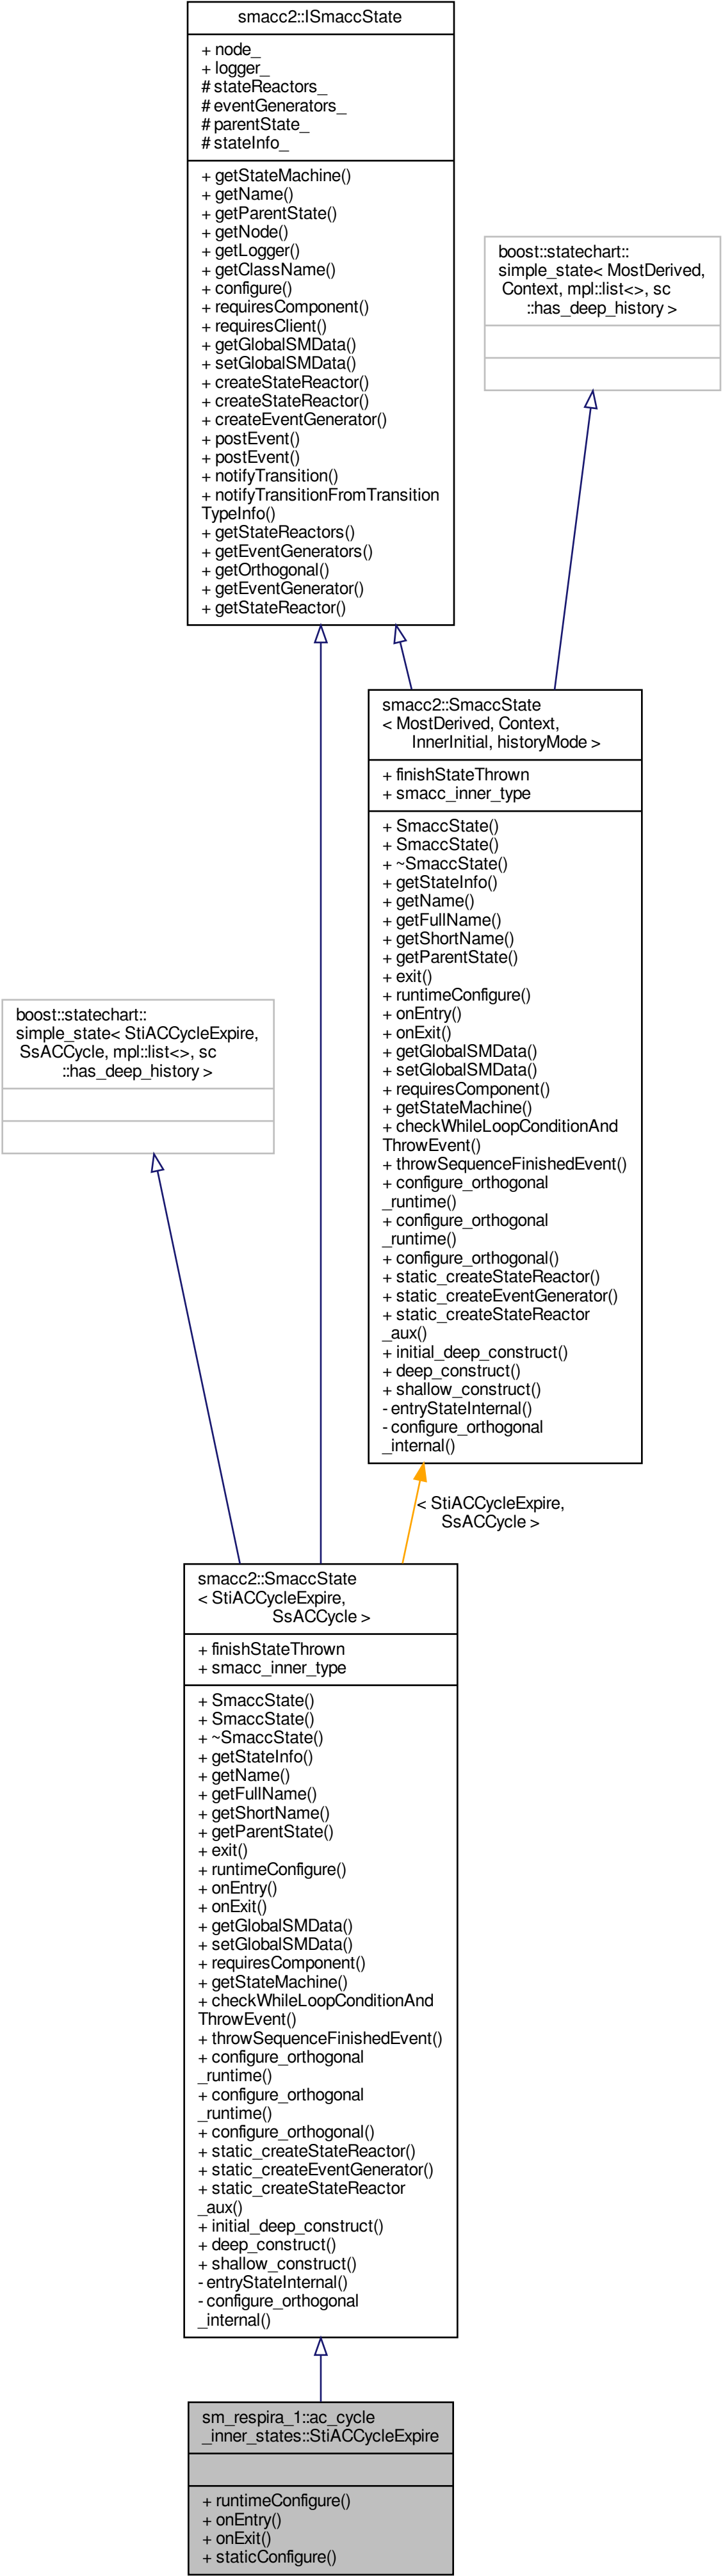 smacc2::ISmaccState
+ node_
+ logger_
# stateReactors_
# eventGenerators_
# parentState_
# stateInfo_
+ getStateMachine()
+ getName()
+ getParentState()
+ getNode()
+ getLogger()
+ getClassName()
+ configure()
+ requiresComponent()
+ requiresClient()
+ getGlobalSMData()
+ setGlobalSMData()
+ createStateReactor()
+ createStateReactor()
+ createEventGenerator()
+ postEvent()
+ postEvent()
+ notifyTransition()
+ notifyTransitionFromTransition
TypeInfo()
+ getStateReactors()
+ getEventGenerators()
+ getOrthogonal()
+ getEventGenerator()
+ getStateReactor()
boost::statechart::
simple_state< MostDerived,
Context, mpl::list<>, sc
::has_deep_history >
smacc2::SmaccState
< MostDerived, Context,
InnerInitial, historyMode >
+ finishStateThrown
+ smacc_inner_type
+ SmaccState()
+ SmaccState()
+ ~SmaccState()
+ getStateInfo()
+ getName()
+ getFullName()
+ getShortName()
+ getParentState()
+ exit()
+ runtimeConfigure()
+ onEntry()
+ onExit()
+ getGlobalSMData()
+ setGlobalSMData()
+ requiresComponent()
+ getStateMachine()
+ checkWhileLoopConditionAnd
ThrowEvent()
+ throwSequenceFinishedEvent()
+ configure_orthogonal
_runtime()
+ configure_orthogonal
_runtime()
+ configure_orthogonal()
+ static_createStateReactor()
+ static_createEventGenerator()
+ static_createStateReactor
_aux()
+ initial_deep_construct()
+ deep_construct()
+ shallow_construct()
- entryStateInternal()
- configure_orthogonal
_internal()
boost::statechart::
simple_state< StiACCycleExpire,
SsACCycle, mpl::list<>, sc
::has_deep_history >
< StiACCycleExpire,
SsACCycle >
smacc2::SmaccState
< StiACCycleExpire,
SsACCycle >
+ finishStateThrown
+ smacc_inner_type
+ SmaccState()
+ SmaccState()
+ ~SmaccState()
+ getStateInfo()
+ getName()
+ getFullName()
+ getShortName()
+ getParentState()
+ exit()
+ runtimeConfigure()
+ onEntry()
+ onExit()
+ getGlobalSMData()
+ setGlobalSMData()
+ requiresComponent()
+ getStateMachine()
+ checkWhileLoopConditionAnd
ThrowEvent()
+ throwSequenceFinishedEvent()
+ configure_orthogonal
_runtime()
+ configure_orthogonal
_runtime()
+ configure_orthogonal()
+ static_createStateReactor()
+ static_createEventGenerator()
+ static_createStateReactor
_aux()
+ initial_deep_construct()
+ deep_construct()
+ shallow_construct()
- entryStateInternal()
- configure_orthogonal
_internal()
sm_respira_1::ac_cycle
_inner_states::StiACCycleExpire
+ runtimeConfigure()
+ onEntry()
+ onExit()
+ staticConfigure()